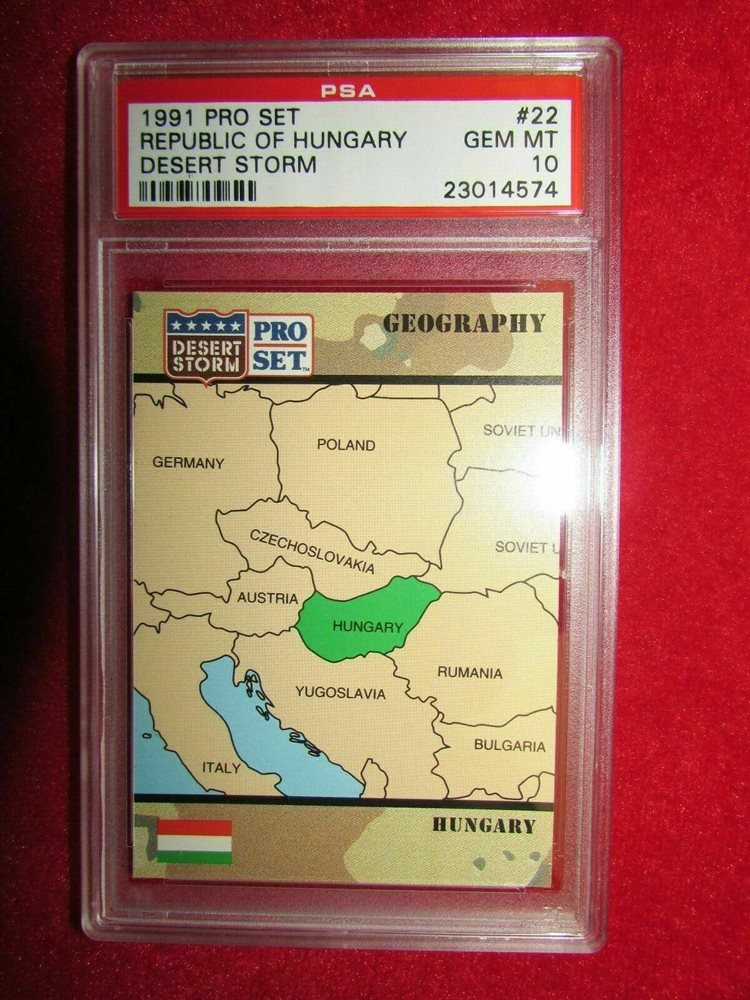 PSA
1991 PRO SET #22
REPUBLIC OF HUNGARY GEM MT
DESERT STORM 10
23014574
DESERT
STORM
PRO
SET™
GEOGRAPHY
SOVIET UN
POLAND
GERMANY
CZECHOSLOVAKIA
SOVIET U
AUSTRIA
HUNGARY
RUMANIA
YUGOSLAVIA
BULGARIA
ITALY
HUNGARY